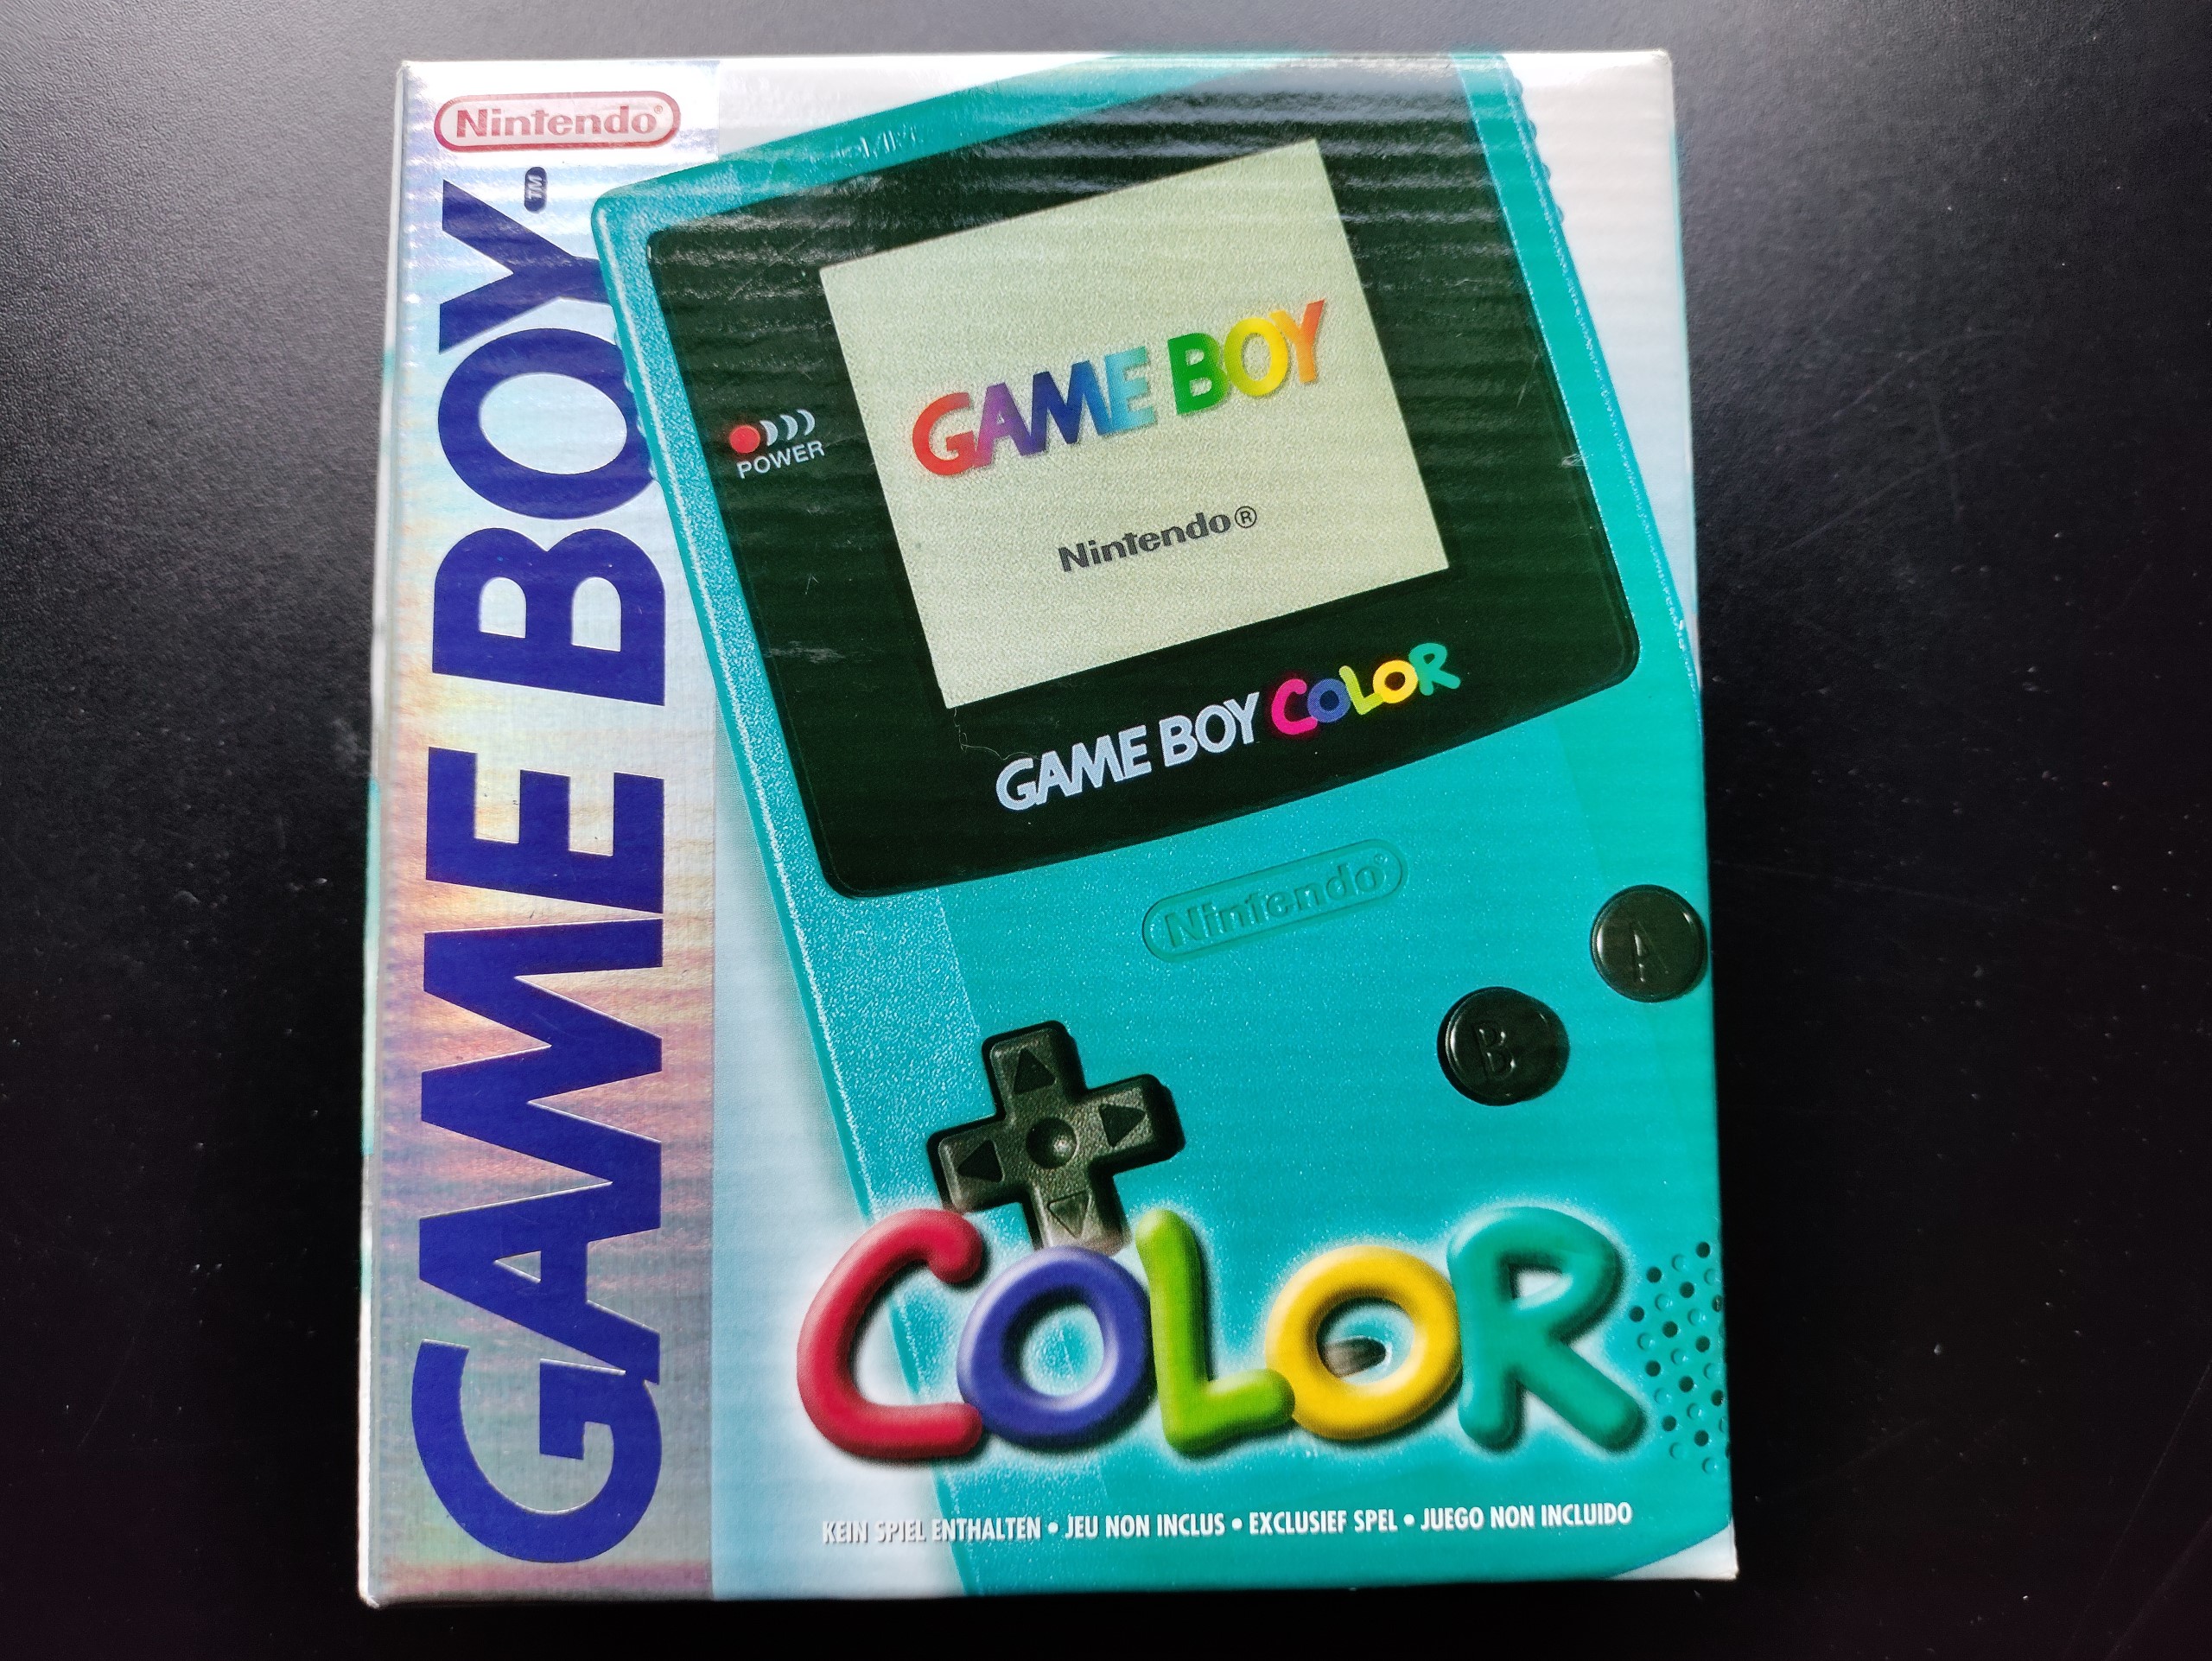 Nintendo®
GAME BOY™
POWER
GAME BOY
Nintendo®
GAME BOY COLOR
Nintendo®
A
B
COLOR
KEIN SPIEL ENTHALTEN • JEU NON INCLUS • EXCLUSIEF SPEL • JUEGO NON INCLUIDO